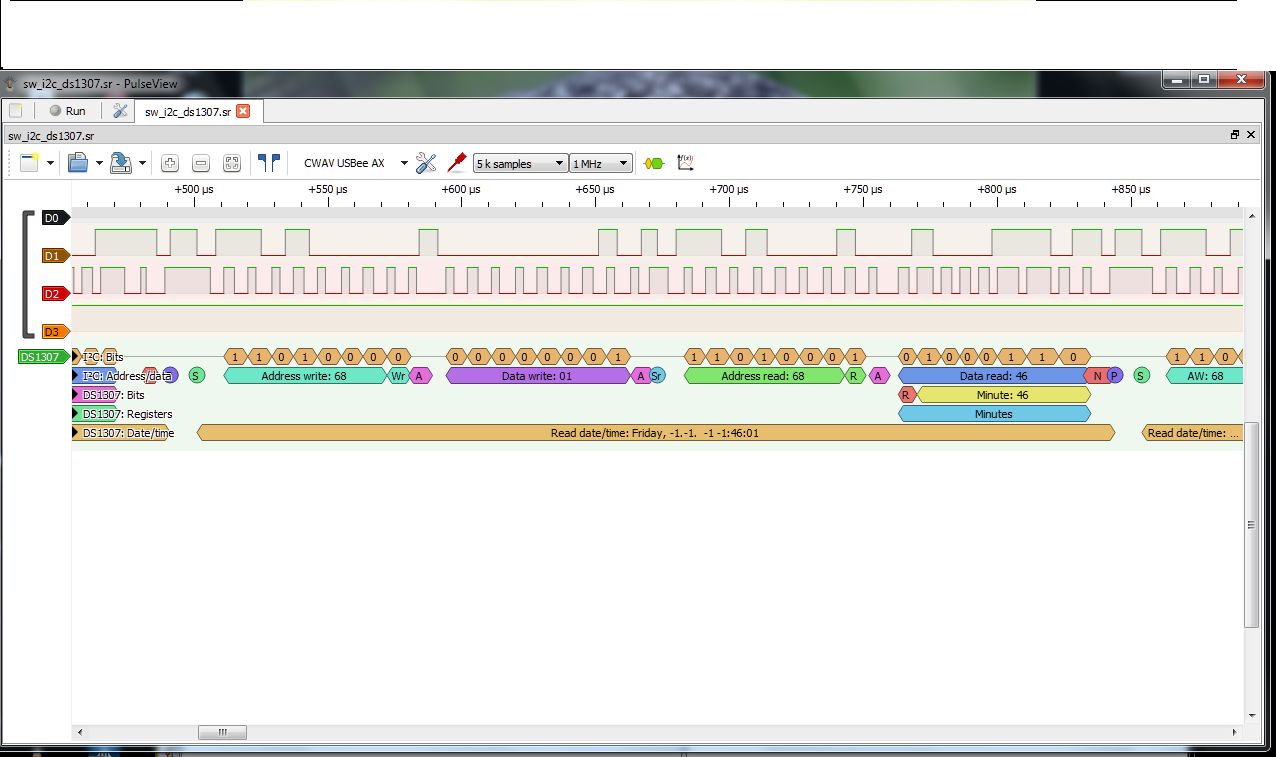 sw_i2c_ds1307.sr - PulseView
Run
sw_i2c_ds1307.sr
sw_i2c_ds1307.sr
CWAV USBee AX
5 k samples
1 MHz
f(x)
+500 µs +550 µs +600 µs +650 µs +700 µs +750 µs +800 µs +850 µs
D0
D1
D2
D3
DS1307 I²C: Bits 1 1 0 1 0 0 0 0 0 0 0 0 0 0 0 1 1 1 0 1 0 0 0 1 0 1 0 0 0 1 1 0 1 1 0
I²C: Address/data P S Address write: 68 Wr A Data write: 01 A Sr Address read: 68 R A Data read: 46 N P S AW: 68
DS1307: Bits R Minute: 46
DS1307: Registers Minutes
DS1307: Date/time Read date/time: Friday, -1.-1. -1 -1:46:01 Read date/time: ...